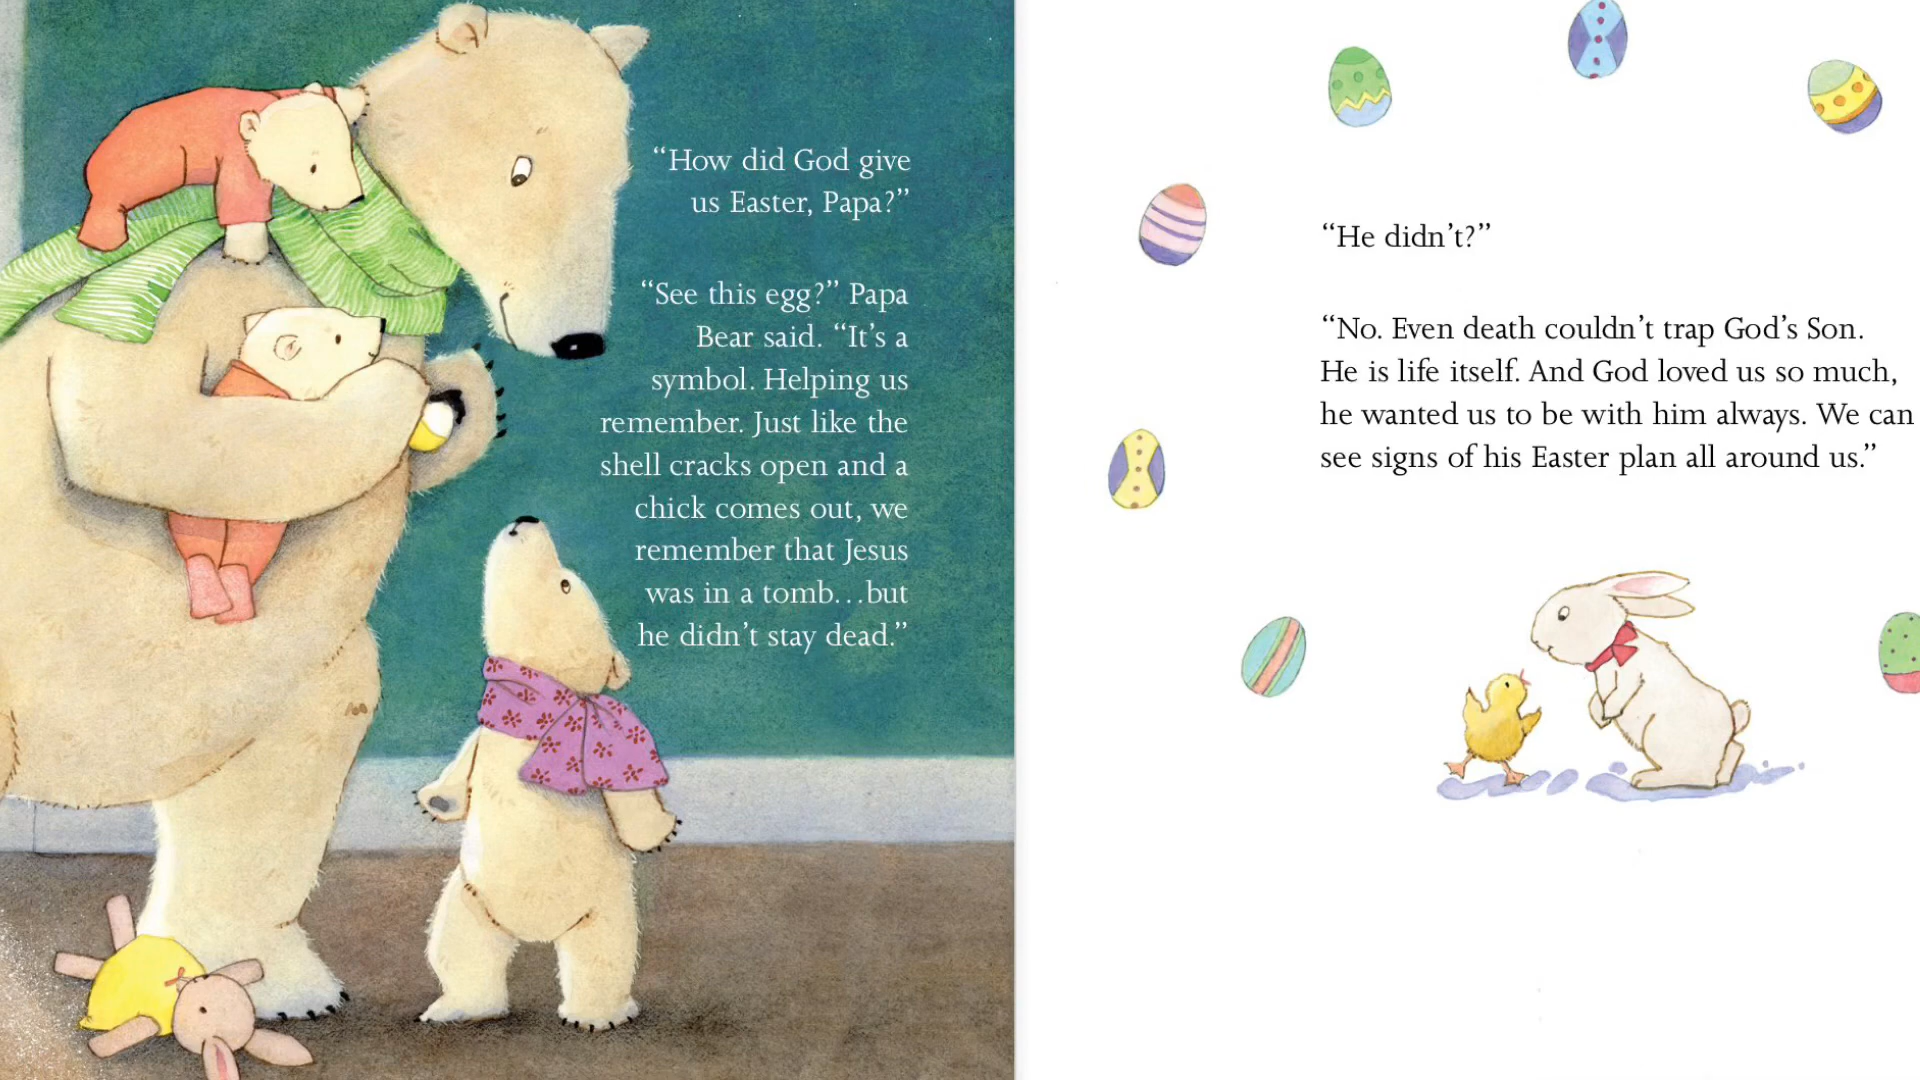 “How did God give
us Easter, Papa?”
“See this egg?” Papa
Bear said. “It’s a
symbol. Helping us
remember. Just like the
shell cracks open and a
chick comes out, we
remember that Jesus
was in a tomb…but
he didn’t stay dead.”
“He didn’t?”
“No. Even death couldn’t trap God’s Son.
He is life itself. And God loved us so much,
he wanted us to be with him always. We can
see signs of his Easter plan all around us.”